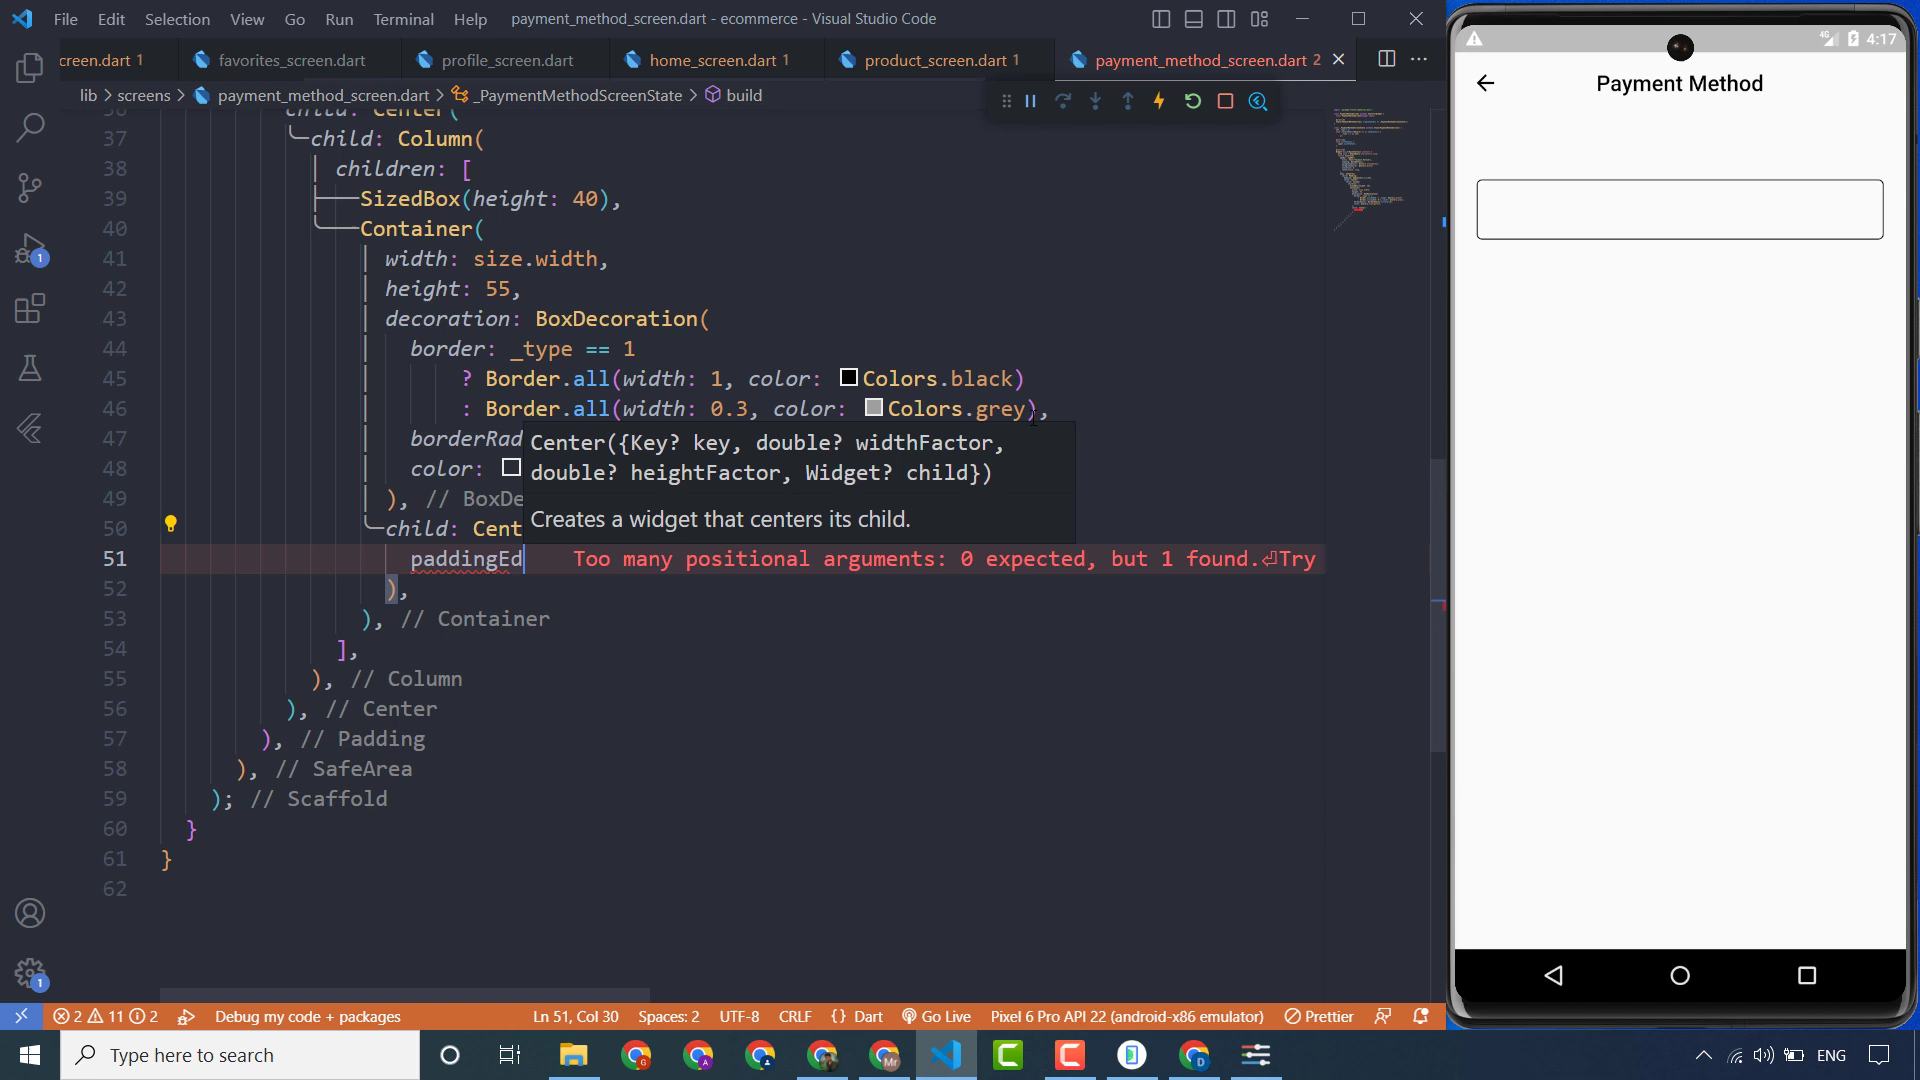 File Edit Selection View Go Run Terminal Help payment_method_screen.dart - ecommerce - Visual Studio Code
creen.dart 1 favorites_screen.dart profile_screen.dart home_screen.dart 1 product_screen.dart 1 payment_method_screen.dart 2
lib > screens > payment_method_screen.dart > _PaymentMethodScreenState > build
37 child: Column(
38 children: [
39 SizedBox(height: 40),
40 Container(
41 width: size.width,
42 height: 55,
43 decoration: BoxDecoration(
44 border: _type == 1
45 ? Border.all(width: 1, color: Colors.black)
46 : Border.all(width: 0.3, color: Colors.grey),
47 borderRad
48 color:
49 ), // BoxDe
50 child: Cent
51 paddingEd Too many positional arguments: 0 expected, but 1 found.⏎Try
52 ),
53 ), // Container
54 ],
55 ), // Column
56 ), // Center
57 ), // Padding
58 ), // SafeArea
59 ); // Scaffold
60 }
61 }
62
Center({Key? key, double? widthFactor,
double? heightFactor, Widget? child})
Creates a widget that centers its child.
1
1
2 11 2 Debug my code + packages Ln 51, Col 30 Spaces: 2 UTF-8 CRLF {} Dart Go Live Pixel 6 Pro API 22 (android-x86 emulator) Prettier
Type here to search
ENG
4G 4:17
Payment Method